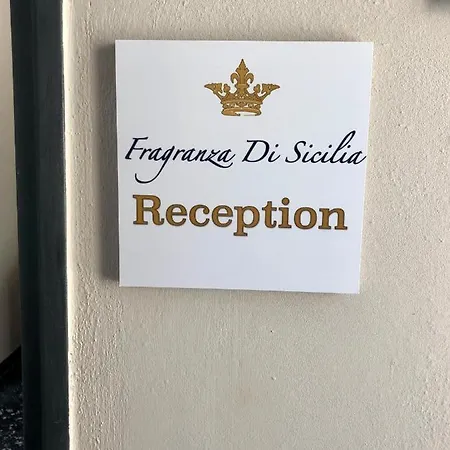 Fragranza Di Sicilia
Reception